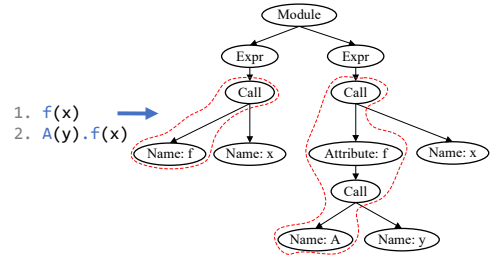 Module
Expr Expr
Call Call
1. f(x)
2. A(y).f(x)
Name: f Name: x Attribute: f Name: x
Call
Name: A Name: y